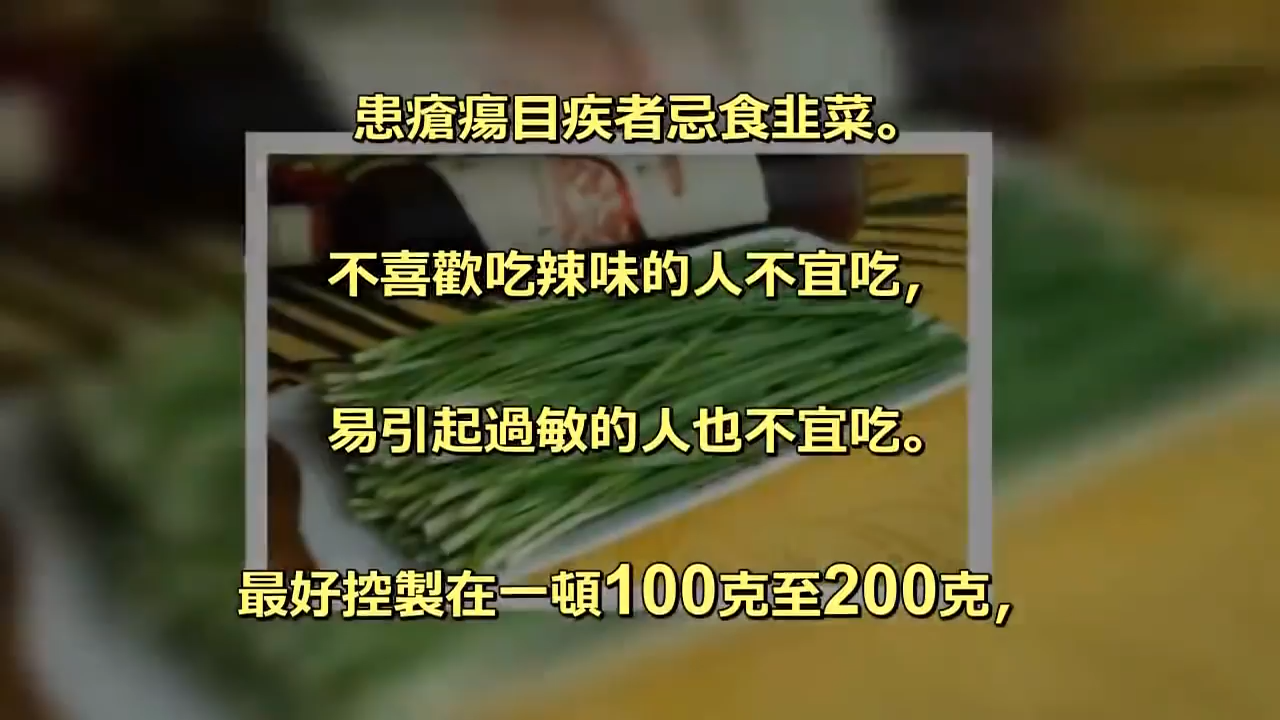 患瘡瘍目疾者忌食韭菜。
不喜歡吃辣味的人不宜吃，
易引起過敏的人也不宜吃。
最好控製在一頓100克至200克，